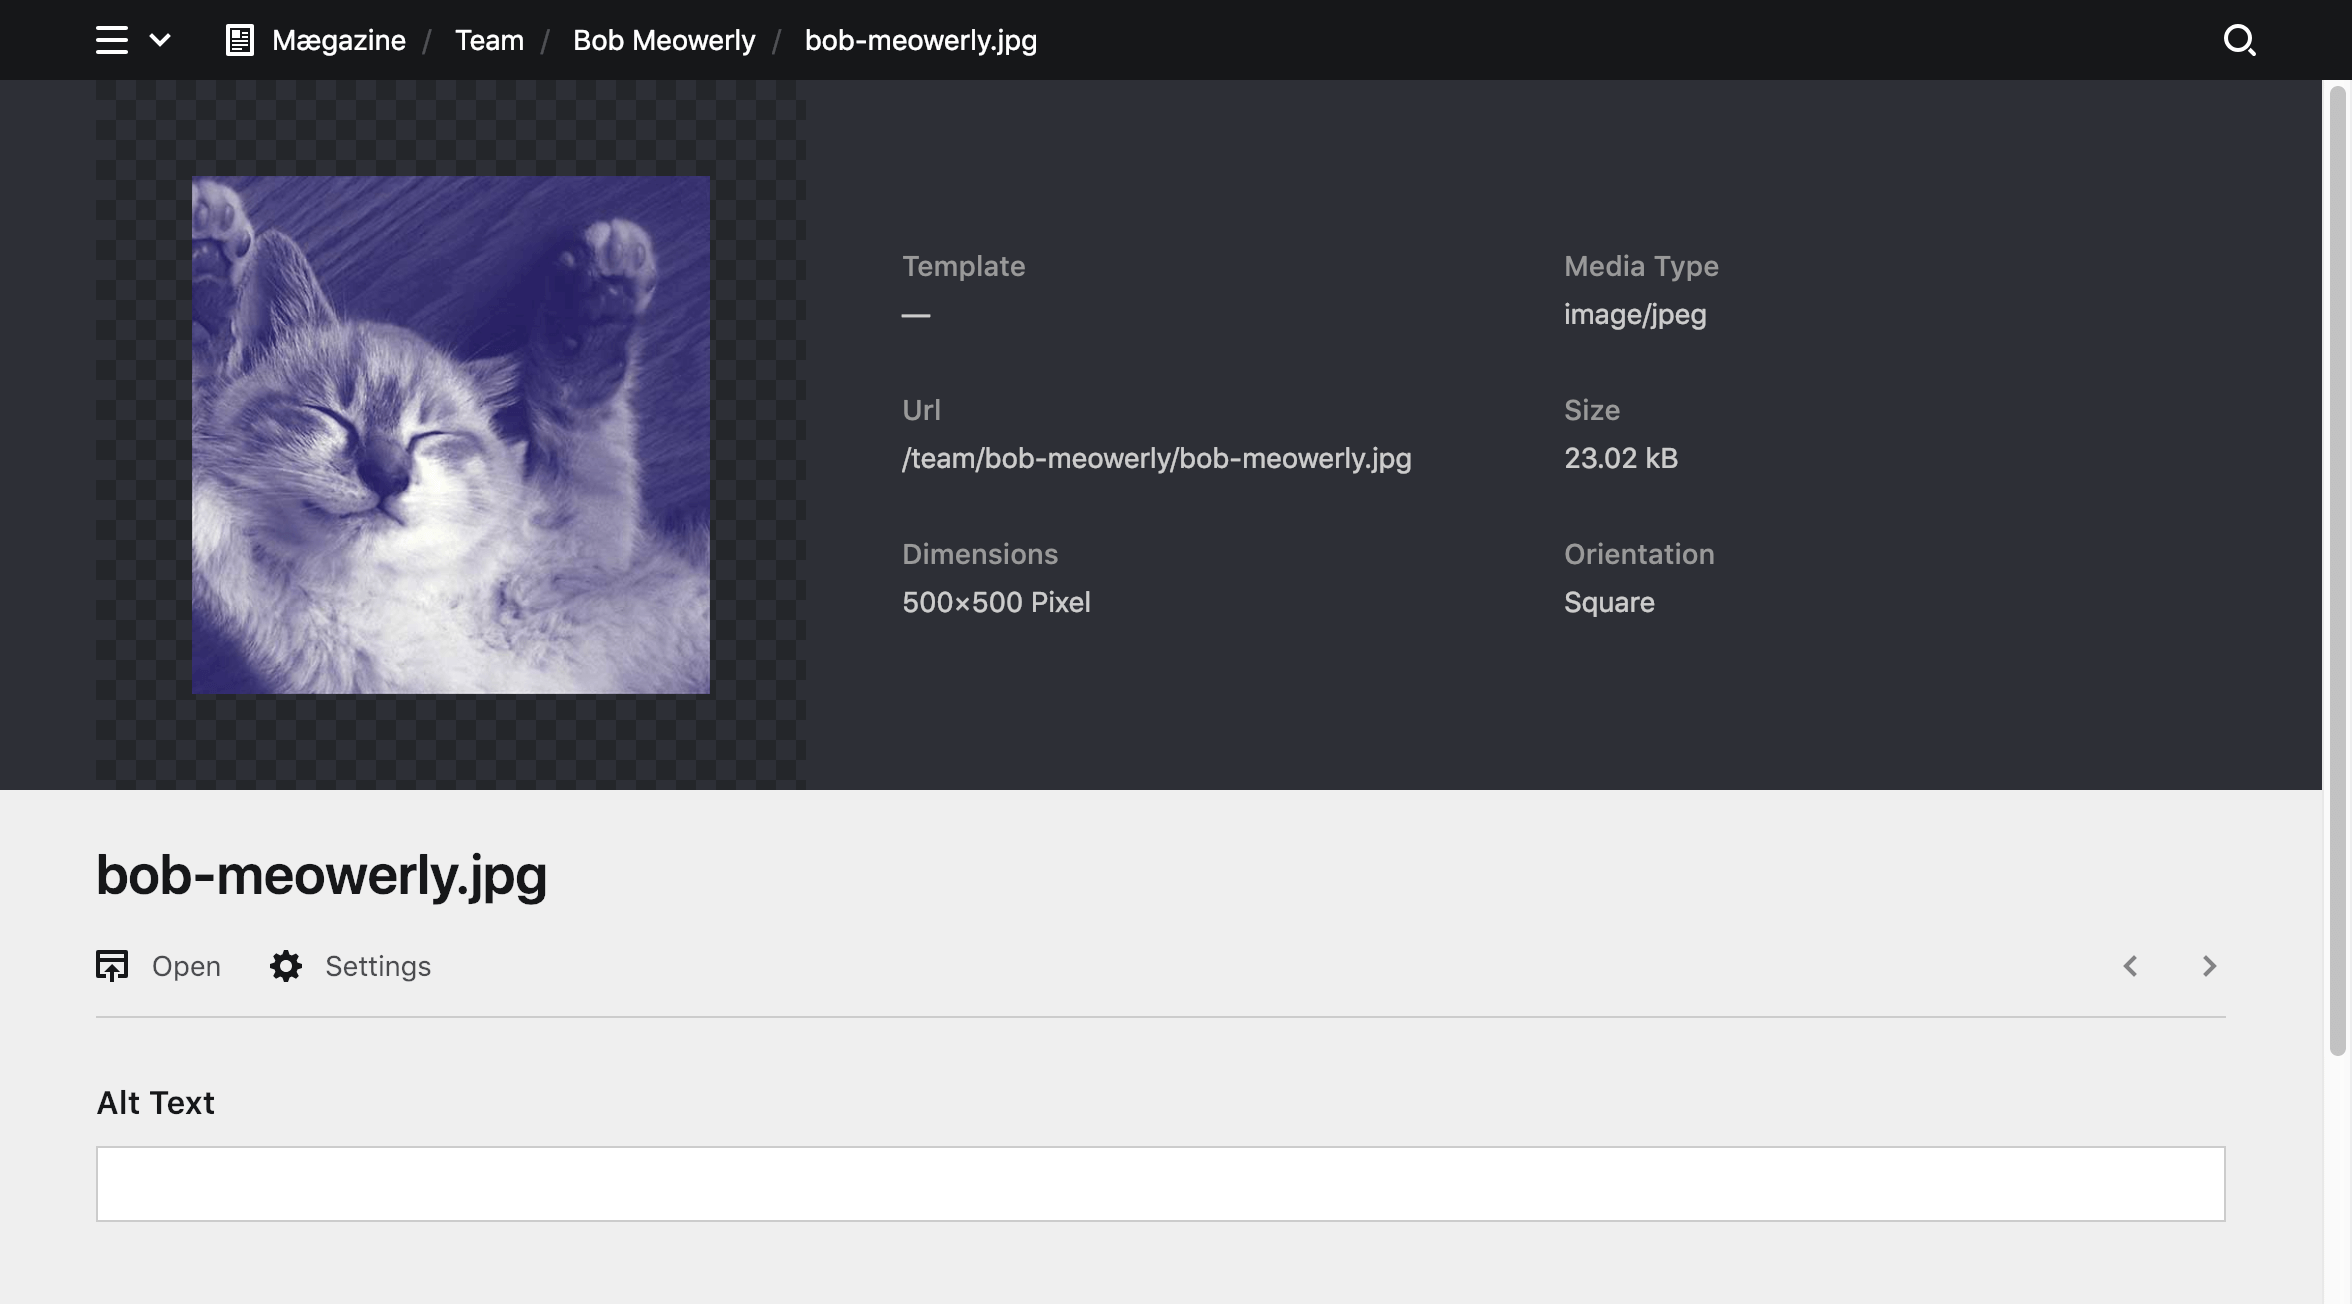 Mægazine / Team / Bob Meowerly / bob-meowerly.jpg
Template
—
Media Type
image/jpeg
Url
/team/bob-meowerly/bob-meowerly.jpg
Size
23.02 kB
Dimensions
500×500 Pixel
Orientation
Square
bob-meowerly.jpg
Open Settings
Alt Text